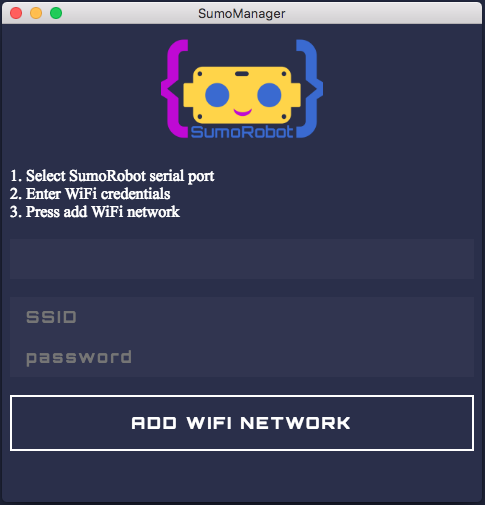 SumoManager
SumoRobot
1. Select SumoRobot serial port
2. Enter WiFi credentials
3. Press add WiFi network
SSID
password
ADD WIFI NETWORK